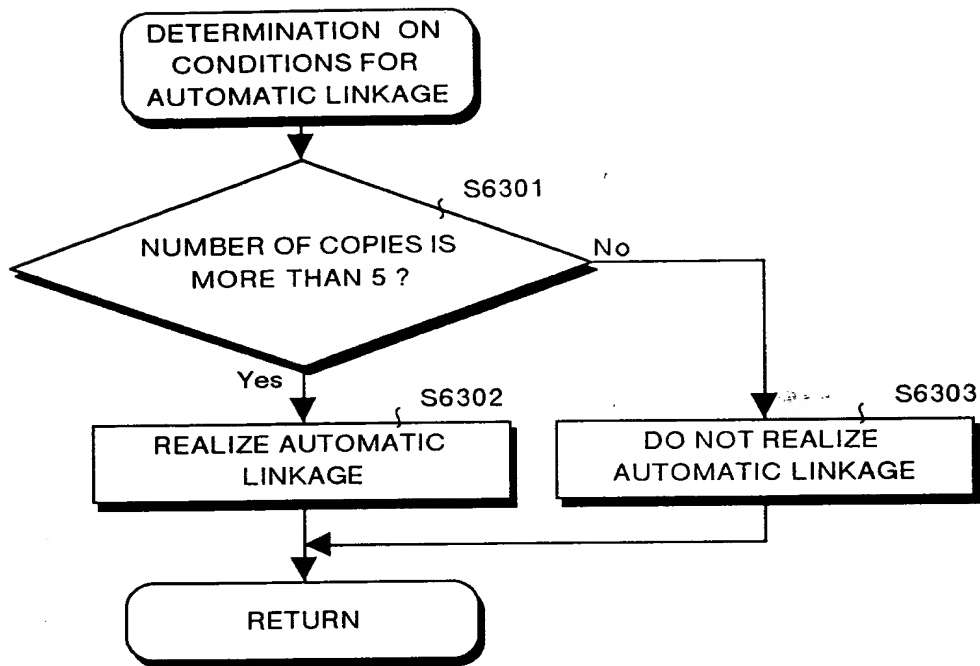 DETERMINATION ON
CONDITIONS FOR
AUTOMATIC LINKAGE
S6301
NUMBER OF COPIES IS
MORE THAN 5 ?
No
Yes
S6302
REALIZE AUTOMATIC
LINKAGE
S6303
DO NOT REALIZE
AUTOMATIC LINKAGE
RETURN